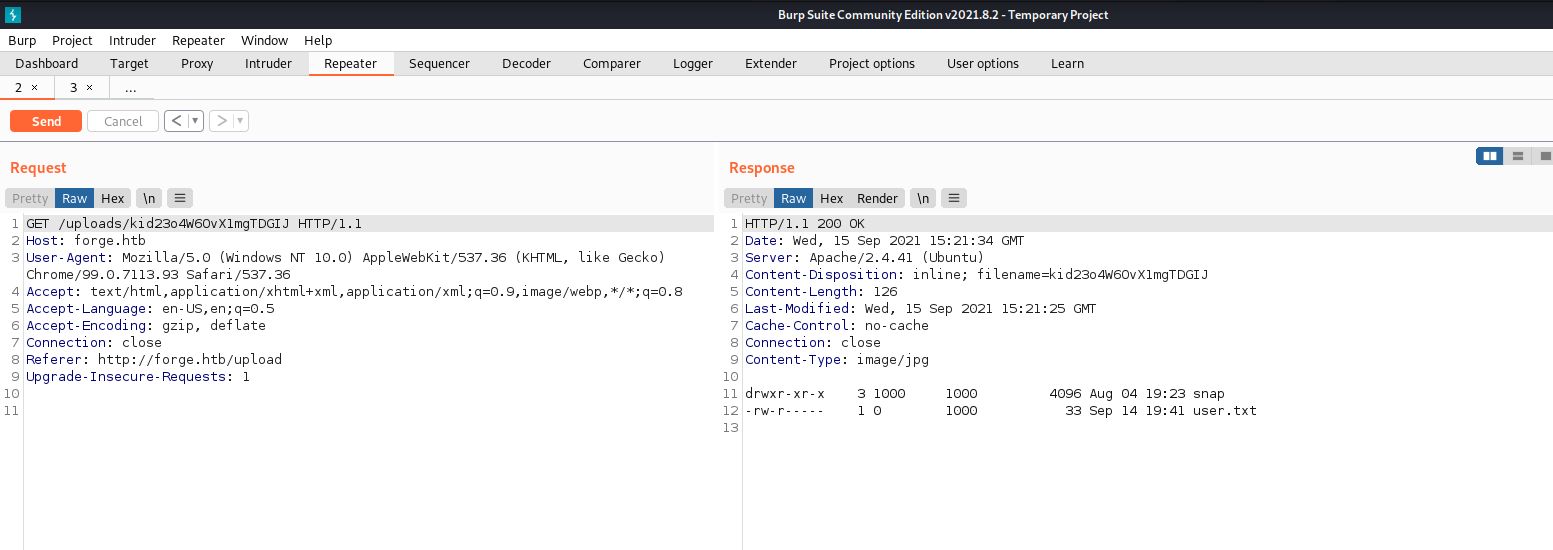 Burp Suite Community Edition v2021.8.2 - Temporary Project
Burp Project Intruder Repeater Window Help
Dashboard Target Proxy Intruder Repeater Sequencer Decoder Comparer Logger Extender Project options User options Learn
2 × 3 × ...
Send Cancel < ▼ > ▼
Request
Pretty Raw Hex \n ≡
1 GET /uploads/kid23o4W6OvX1mgTDGIJ HTTP/1.1
2 Host: forge.htb
3 User-Agent: Mozilla/5.0 (Windows NT 10.0) AppleWebKit/537.36 (KHTML, like Gecko)
Chrome/99.0.7113.93 Safari/537.36
4 Accept: text/html,application/xhtml+xml,application/xml;q=0.9,image/webp,*/*;q=0.8
5 Accept-Language: en-US,en;q=0.5
6 Accept-Encoding: gzip, deflate
7 Connection: close
8 Referer: http://forge.htb/upload
9 Upgrade-Insecure-Requests: 1
10
11
Response
Pretty Raw Hex Render \n ≡
1 HTTP/1.1 200 OK
2 Date: Wed, 15 Sep 2021 15:21:34 GMT
3 Server: Apache/2.4.41 (Ubuntu)
4 Content-Disposition: inline; filename=kid23o4W6OvX1mgTDGIJ
5 Content-Length: 126
6 Last-Modified: Wed, 15 Sep 2021 15:21:25 GMT
7 Cache-Control: no-cache
8 Connection: close
9 Content-Type: image/jpg
10
11 drwxr-xr-x 3 1000 1000 4096 Aug 04 19:23 snap
12 -rw-r----- 1 0 1000 33 Sep 14 19:41 user.txt
13